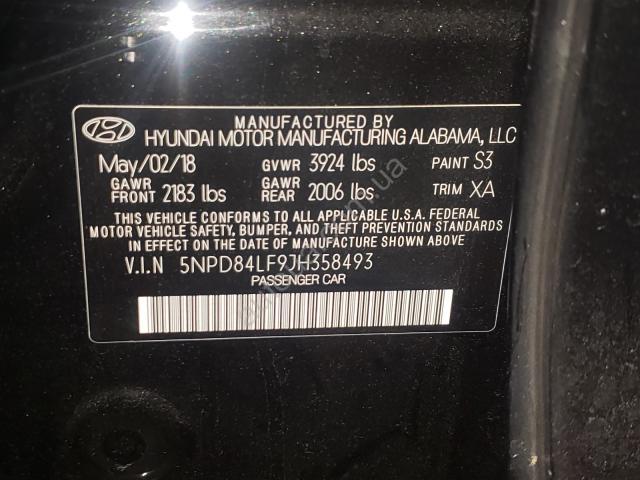 MANUFACTURED BY
HYUNDAI MOTOR MANUFACTURING ALABAMA, LLC
May/02/18 GVWR 3924 lbs PAINT S3
GAWR FRONT 2183 lbs GAWR REAR 2006 lbs TRIM XA
THIS VEHICLE CONFORMS TO ALL APPLICABLE U.S.A. FEDERAL
MOTOR VEHICLE SAFETY, BUMPER, AND THEFT PREVENTION STANDARDS
IN EFFECT ON THE DATE OF MANUFACTURE SHOWN ABOVE
V.I.N 5NPD84LF9JH358493
PASSENGER CAR